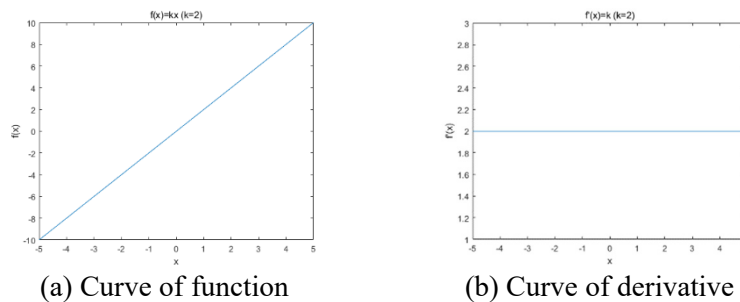 f(x)=kx (k=2)
10
8
6
4
2
0
-2
-4
-6
-8
-10
f(x)
-5 -4 -3 -2 -1 0 1 2 3 4 5
x
(a) Curve of function
f'(x)=k (k=2)
3
2.8
2.6
2.4
2.2
2
1.8
1.6
1.4
1.2
1
f'(x)
-5 -4 -3 -2 -1 0 1 2 3 4
x
(b) Curve of derivative